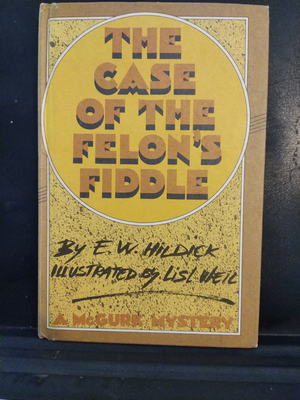 THE
CASE
OF THE
FELON'S
FIDDLE
By E. W. HILDICK
ILLUSTRATED by LISL WEIL
A McGURK MYSTERY